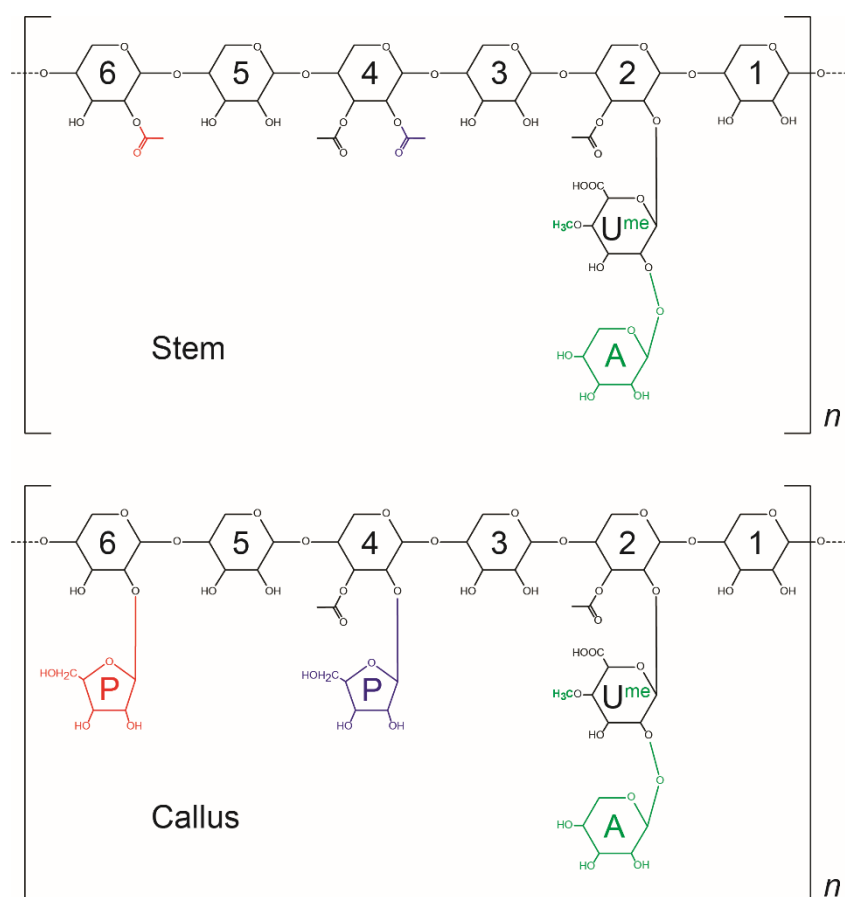 O O O O O O
6 5 4 3 2 1
O O O O O O O
HO O HO OH O O HO OH O O HO OH
O O O O
HOOC O
H₃CO U me
HO O
O
O
Stem HO A
HO OH
n
O O O O O O
6 5 4 3 2 1
O O O O O O O
HO O HO OH O O HO OH O O HO OH
O O
HOOC
O O O
HOH₂C P HOH₂C P H₃CO U me
HO OH HO OH HO O
O
O
Callus HO A
HO OH
n